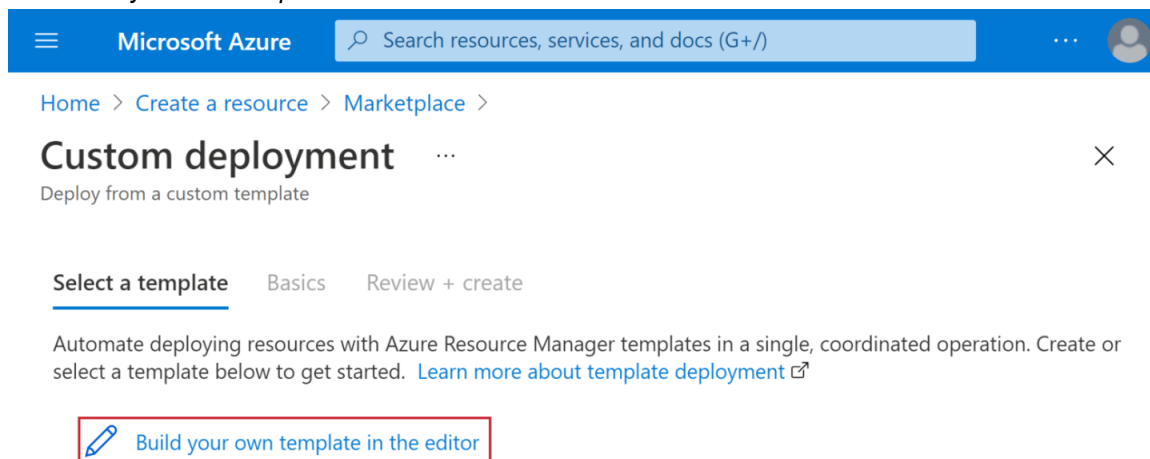 Microsoft Azure
Search resources, services, and docs (G+/)
Home > Create a resource > Marketplace >
Custom deployment ...
Deploy from a custom template
Select a template Basics Review + create
Automate deploying resources with Azure Resource Manager templates in a single, coordinated operation. Create or
select a template below to get started. Learn more about template deployment
Build your own template in the editor